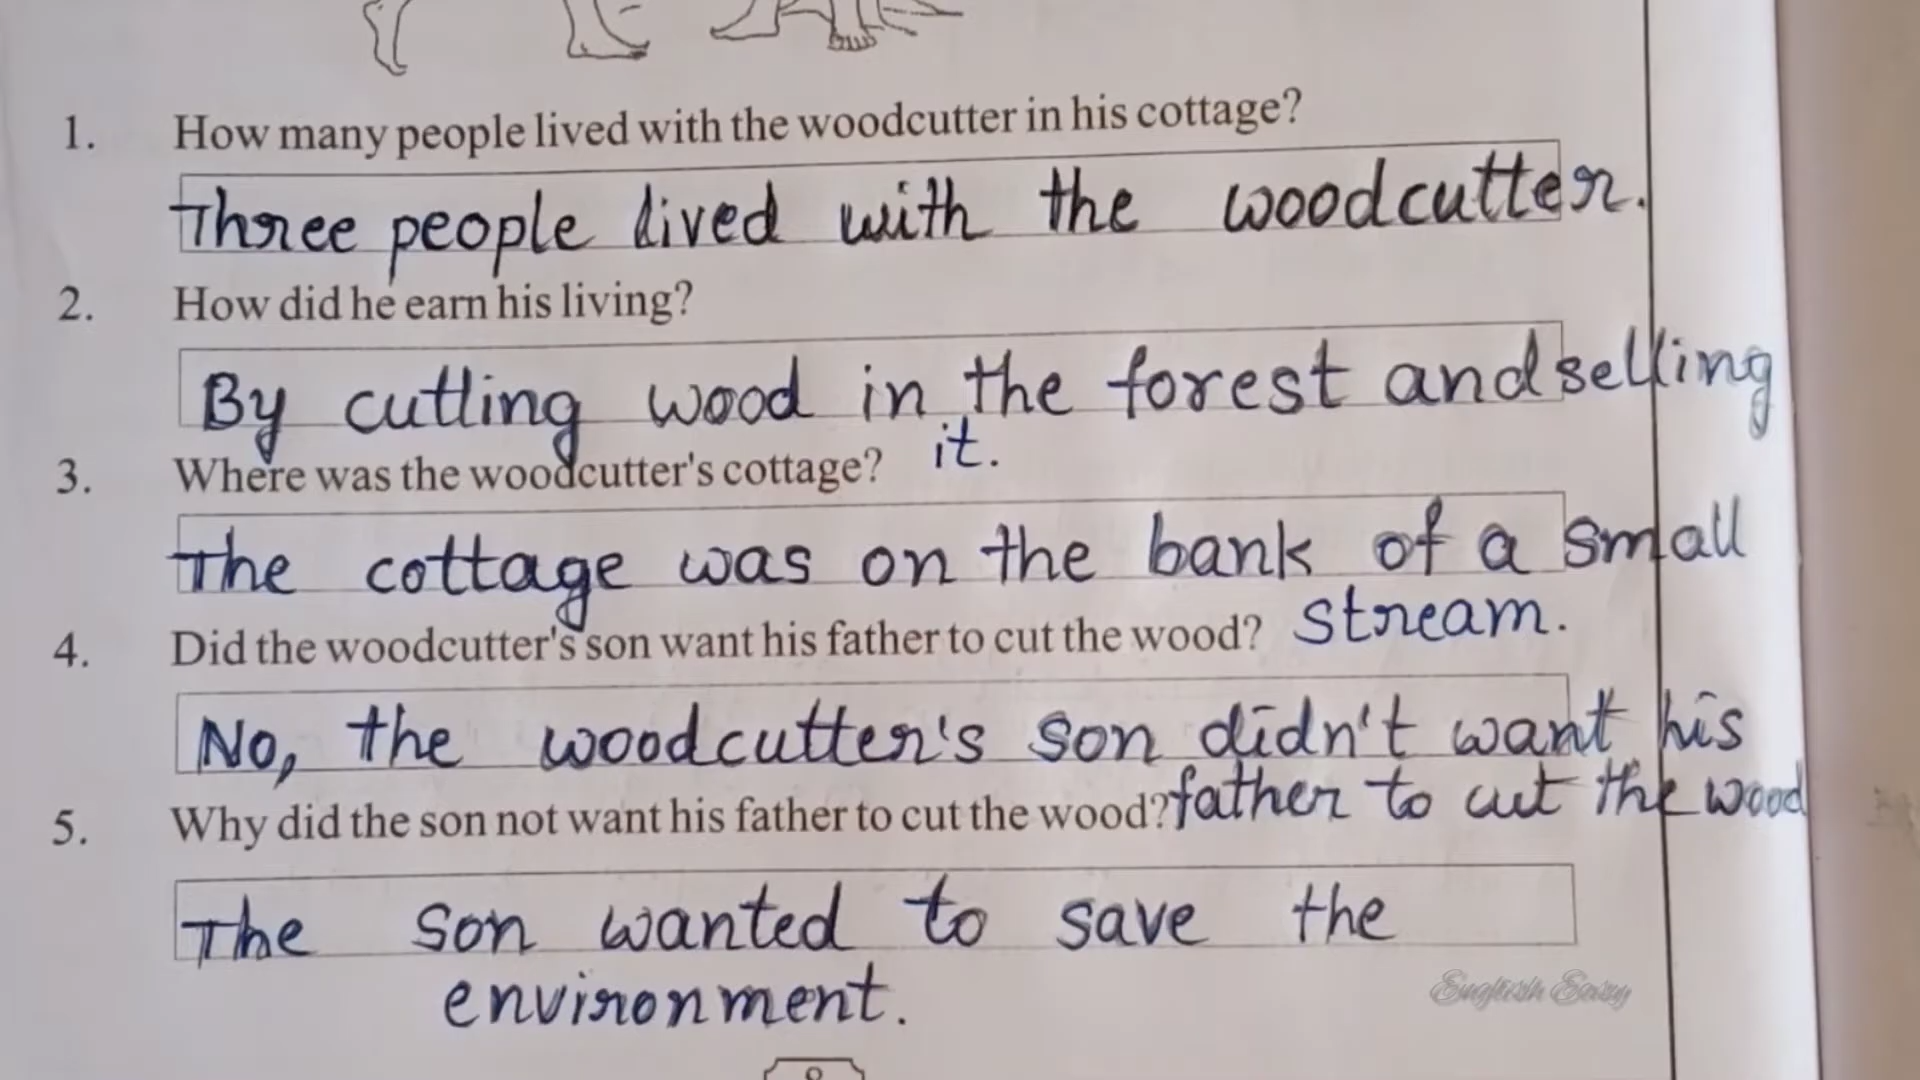 1. How many people lived with the woodcutter in his cottage?
Three people lived with the woodcutter.
2. How did he earn his living?
By cutting wood in the forest and selling
it.
3. Where was the woodcutter's cottage?
The cottage was on the bank of a small
stream.
4. Did the woodcutter's son want his father to cut the wood?
No, the woodcutter's son didn't want his
father to cut the wood
5. Why did the son not want his father to cut the wood?
The son wanted to save the
environment.
English Easy